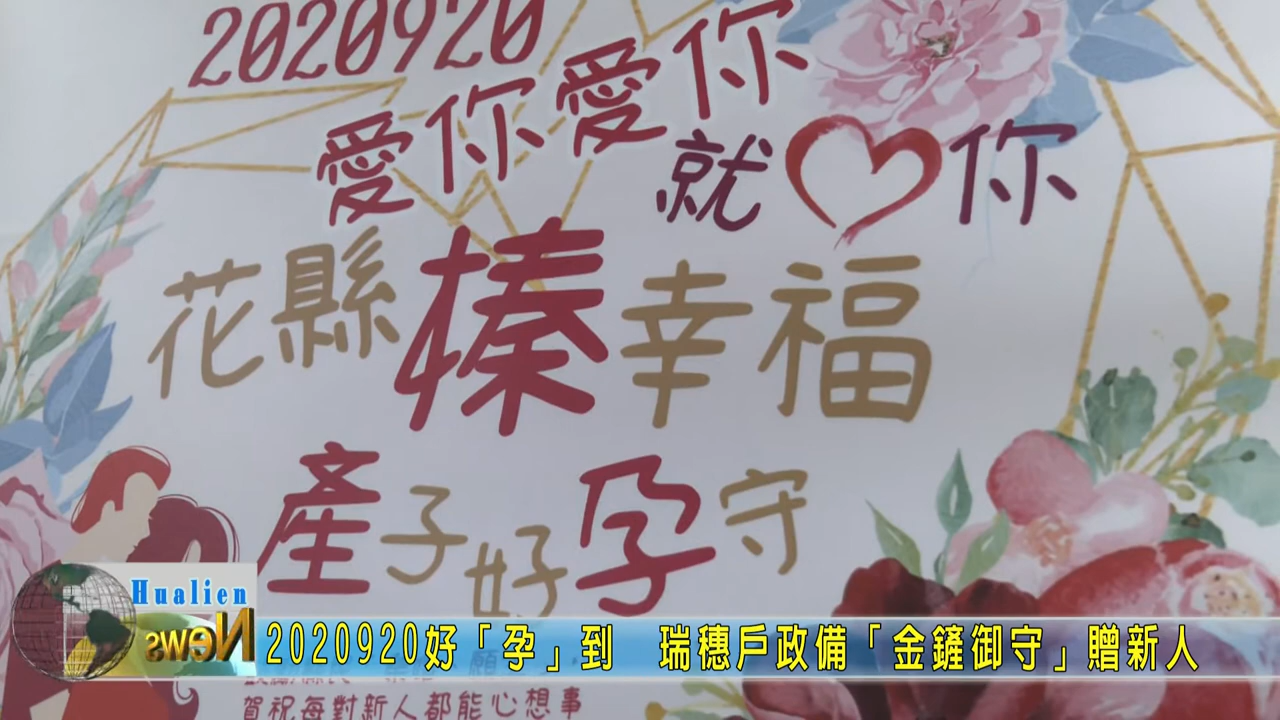 2020920
愛你愛你
就 你
花縣榛幸福
產子好孕守
Hualien
News
2020920好「孕」到 瑞穗戶政備「金鏟御守」贈新人
賀祝每對新人都能心想事